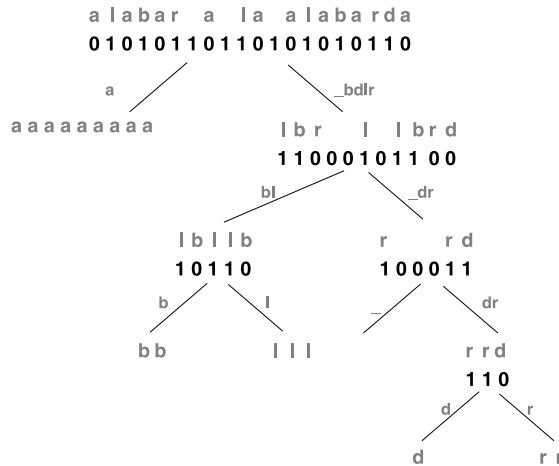 a l a b a r a l a a l a b a r d a
0 1 0 1 0 1 1 0 1 1 0 1 0 1 0 1 0 1 1 0
a _bdlr
a a a a a a a a a
l b r l l b r d
1 1 0 0 0 1 0 1 1 0 0
bl _dr
l b l l b r r d
1 0 1 1 0 1 0 0 0 1 1
b l _ dr
b b l l l r r d
1 1 0
d r
d r r